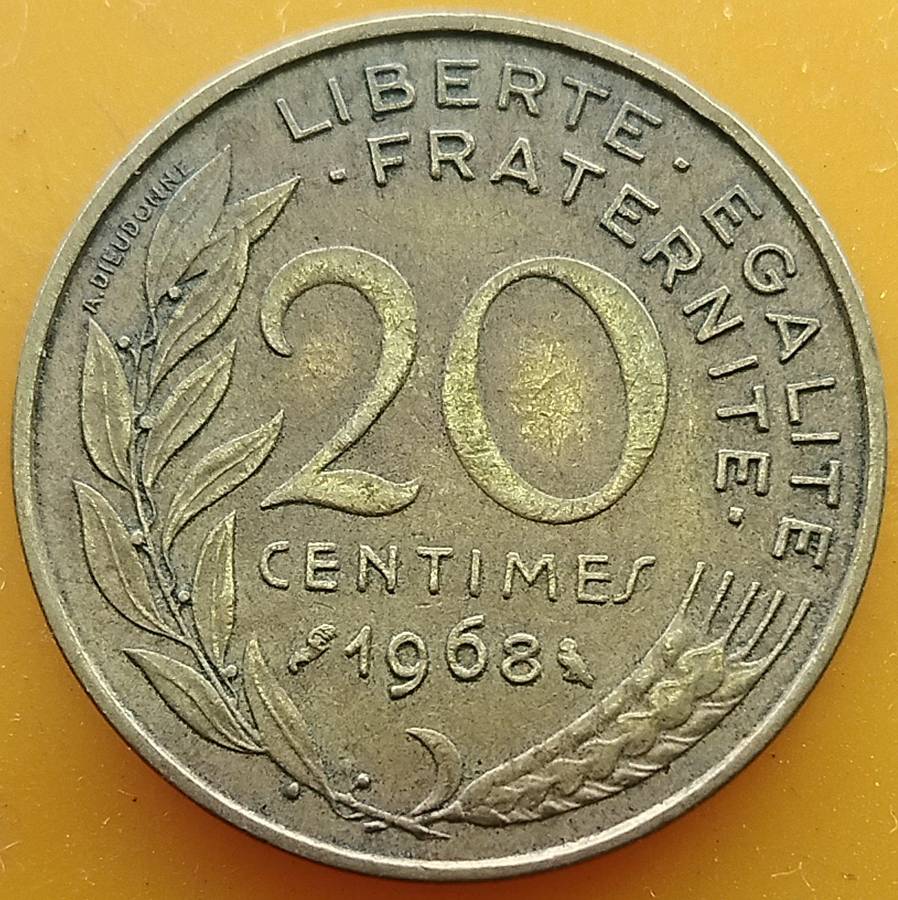 LIBERTE · EGALITE
· FRATERNITE ·
A.DIEUDONNE
20
CENTIMES
1968